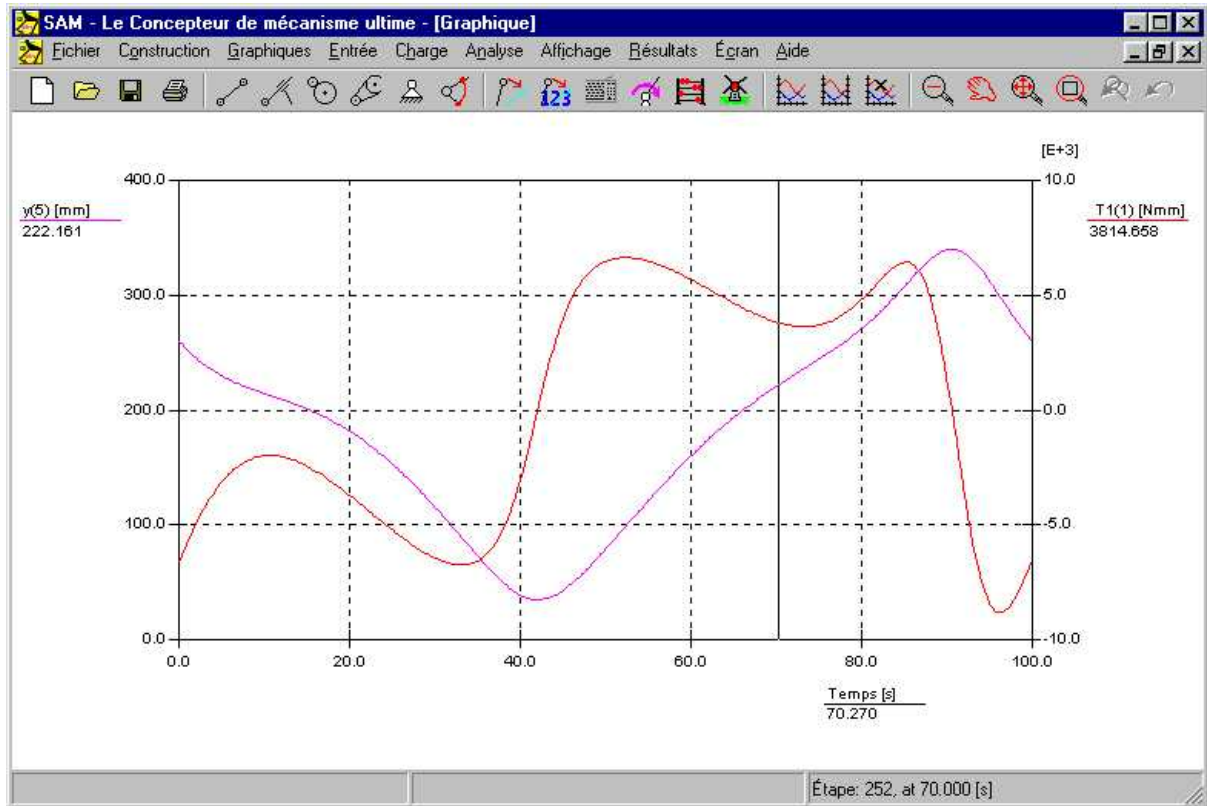 SAM - Le Concepteur de mécanisme ultime - [Graphique]
Fichier Construction Graphiques Entrée Charge Analyse Affichage Résultats Écran Aide
123
[E+3]
400.0
10.0
y(5) [mm]
222.161
T1(1) [Nmm]
3814.658
300.0
5.0
200.0
0.0
100.0
-5.0
0.0
-10.0
0.0 20.0 40.0 60.0 80.0 100.0
Temps [s]
70.270
Étape: 252, at 70.000 [s]